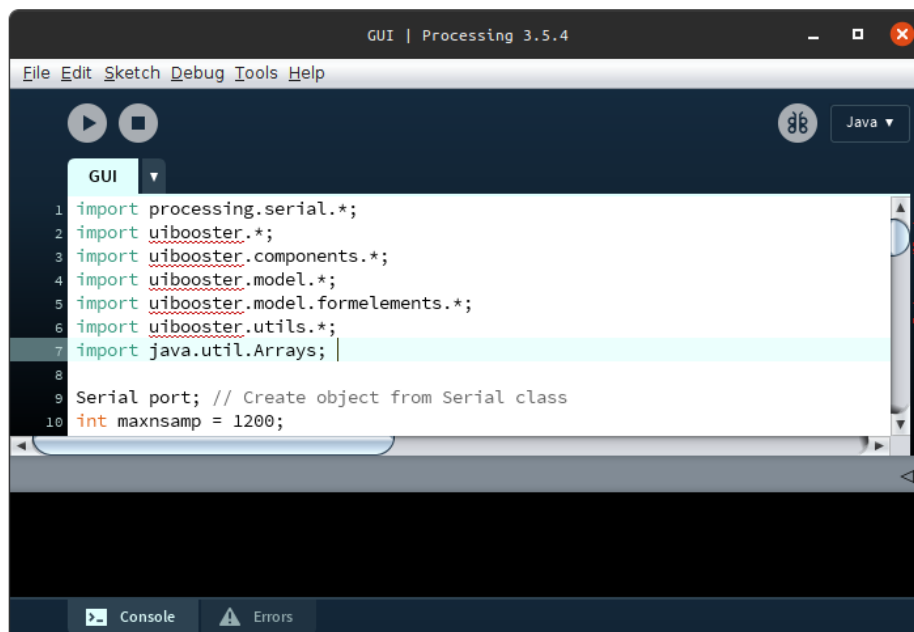 GUI | Processing 3.5.4
File Edit Sketch Debug Tools Help
Java ▾
GUI ▾
1 import processing.serial.*;
2 import uibooster.*;
3 import uibooster.components.*;
4 import uibooster.model.*;
5 import uibooster.model.formelements.*;
6 import uibooster.utils.*;
7 import java.util.Arrays;
8
9 Serial port; // Create object from Serial class
10 int maxnsamp = 1200;
>_ Console Errors